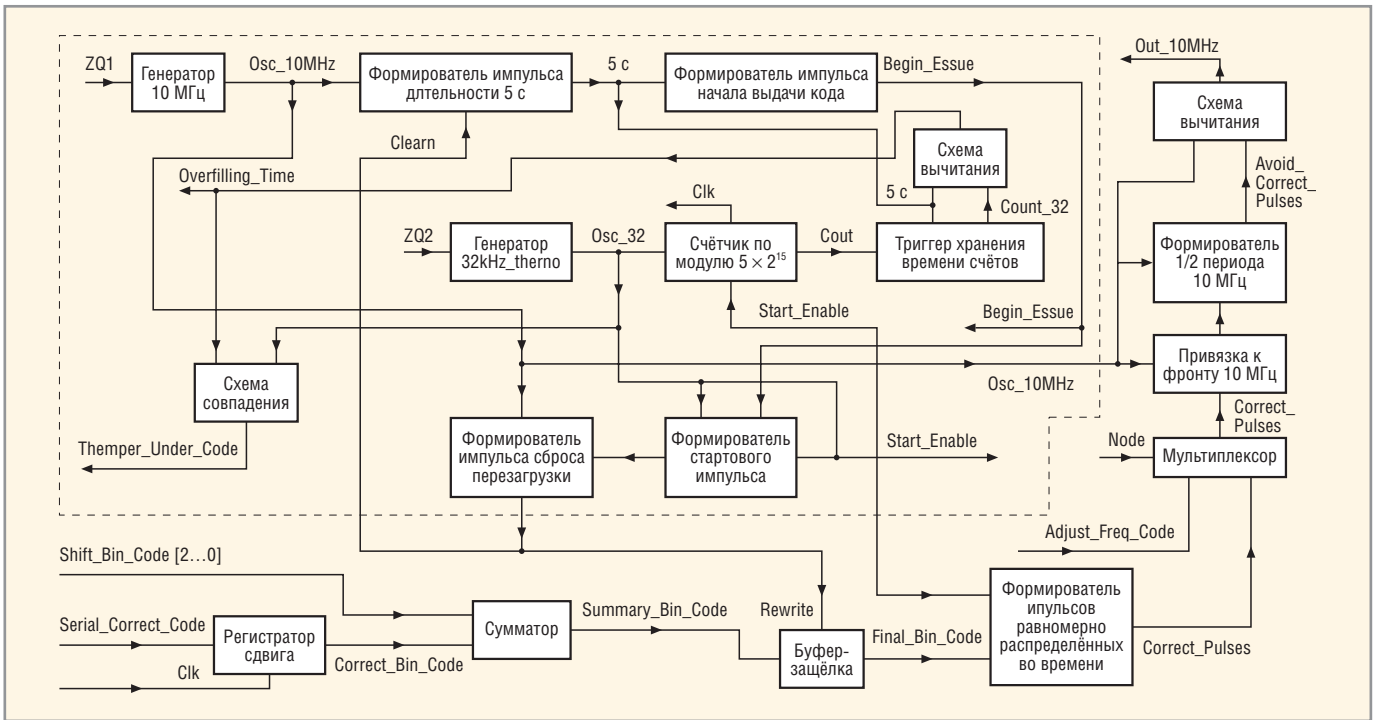 ZQ1
Генератор
10 МГц
Osc_10MHz
Формирователь импульса
длтельности 5 с
5 с
Формирователь импульса
начала выдачи кода
Begin_Essue
Out_10MHz
Схема
вычитания
Clearn
Схема
вычитания
Overfilling_Time
Avoid_
Correct_
Pulses
5 с
Count_32
Clk
ZQ2
Генератор
32kHz_therno
Osc_32
Счётчик по
модулю 5 × 2¹⁵
Cout
Триггер хранения
времени счётов
Формирователь
1/2 периода
10 МГц
Start_Enable
Begin_Essue
Схема
совпадения
Привязка к
фронту 10 МГц
Osc_10MHz
Correct_
Pulses
Themper_Under_Code
Формирователь
импульса сброса
перезагрузки
Формирователь
стартового
импульса
Start_Enable
Node
Мультиплексор
Adjust_Freq_Code
Shift_Bin_Code [2...0]
Serial_Correct_Code
Регистратор
сдвига
Clk
Correct_Bin_Code
Сумматор
Summary_Bin_Code
Rewrite
Буфер-
защёлка
Final_Bin_Code
Формирователь
ипульсов
равномерно
распределённых
во времени
Correct_Pulses